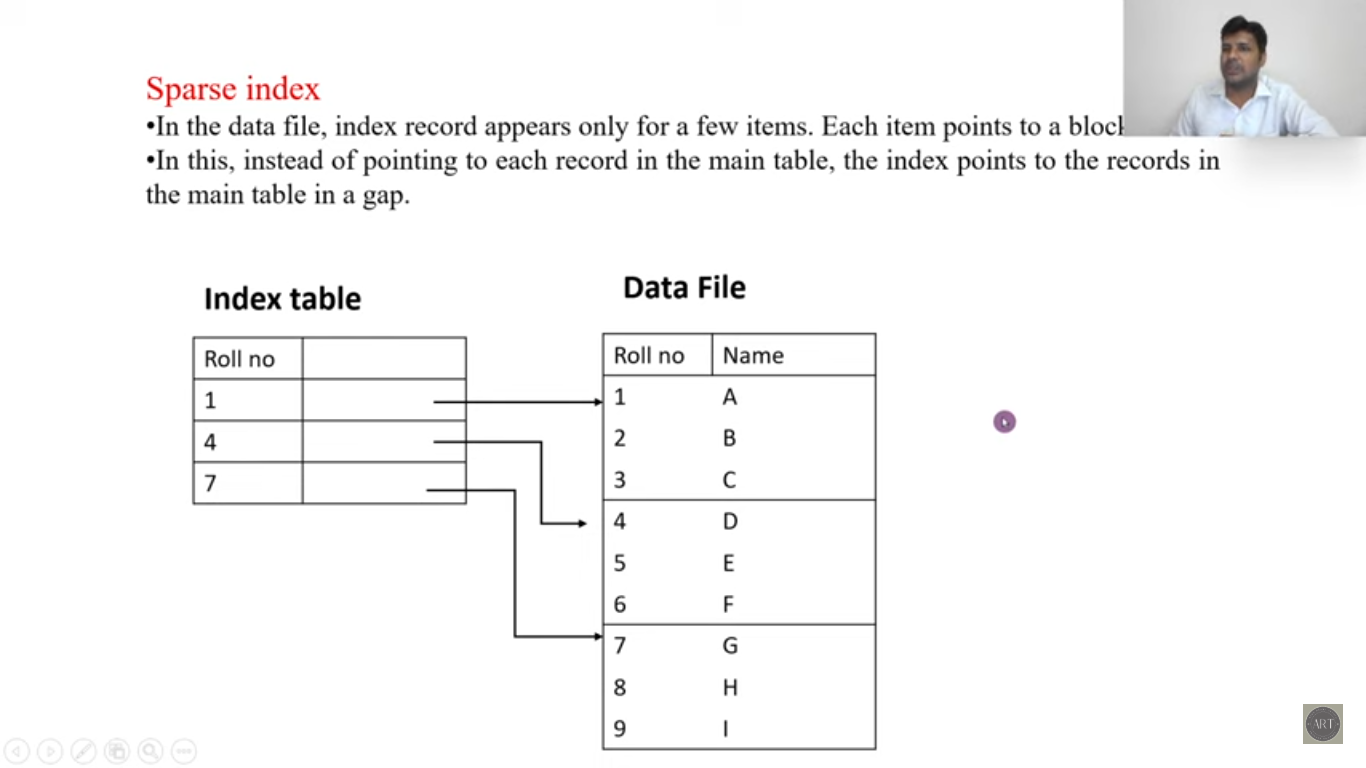 Sparse index
•In the data file, index record appears only for a few items. Each item points to a block
•In this, instead of pointing to each record in the main table, the index points to the records in
the main table in a gap.
Index table
Roll no
1
4
7
Data File
Roll no Name
1 A
2 B
3 C
4 D
5 E
6 F
7 G
8 H
9 I
ART